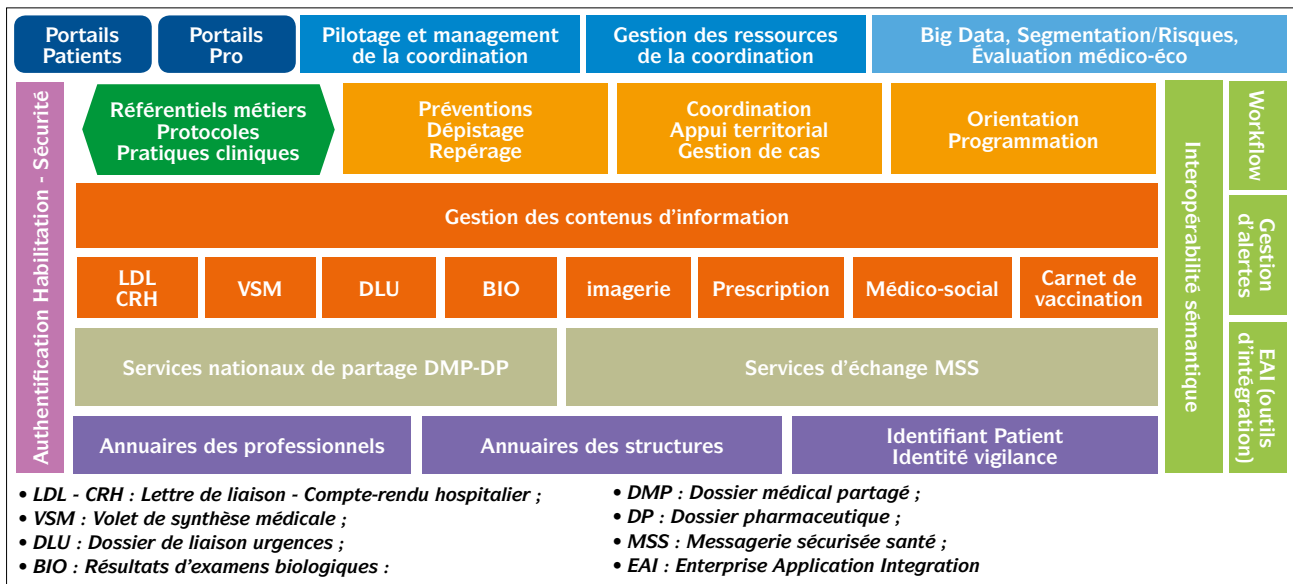 Portails
Patients
Portails
Pro
Pilotage et management
de la coordination
Gestion des ressources
de la coordination
Big Data, Segmentation/Risques,
Évaluation médico-éco
Authentification Habilitation - Sécurité
Référentiels métiers
Protocoles
Pratiques cliniques
Préventions
Dépistage
Repérage
Coordination
Appui territorial
Gestion de cas
Orientation
Programmation
Interopérabilité sémantique
Workflow
Gestion des contenus d'information
Gestion
d'alertes
LDL
CRH
VSM
DLU
BIO
imagerie
Prescription
Médico-social
Carnet de
vaccination
Services nationaux de partage DMP-DP
Services d'échange MSS
EAI (outils
d'intégration)
Annuaires des professionnels
Annuaires des structures
Identifiant Patient
Identité vigilance
• LDL - CRH : Lettre de liaison - Compte-rendu hospitalier ;
• VSM : Volet de synthèse médicale ;
• DLU : Dossier de liaison urgences ;
• BIO : Résultats d'examens biologiques :
• DMP : Dossier médical partagé ;
• DP : Dossier pharmaceutique ;
• MSS : Messagerie sécurisée santé ;
• EAI : Enterprise Application Integration